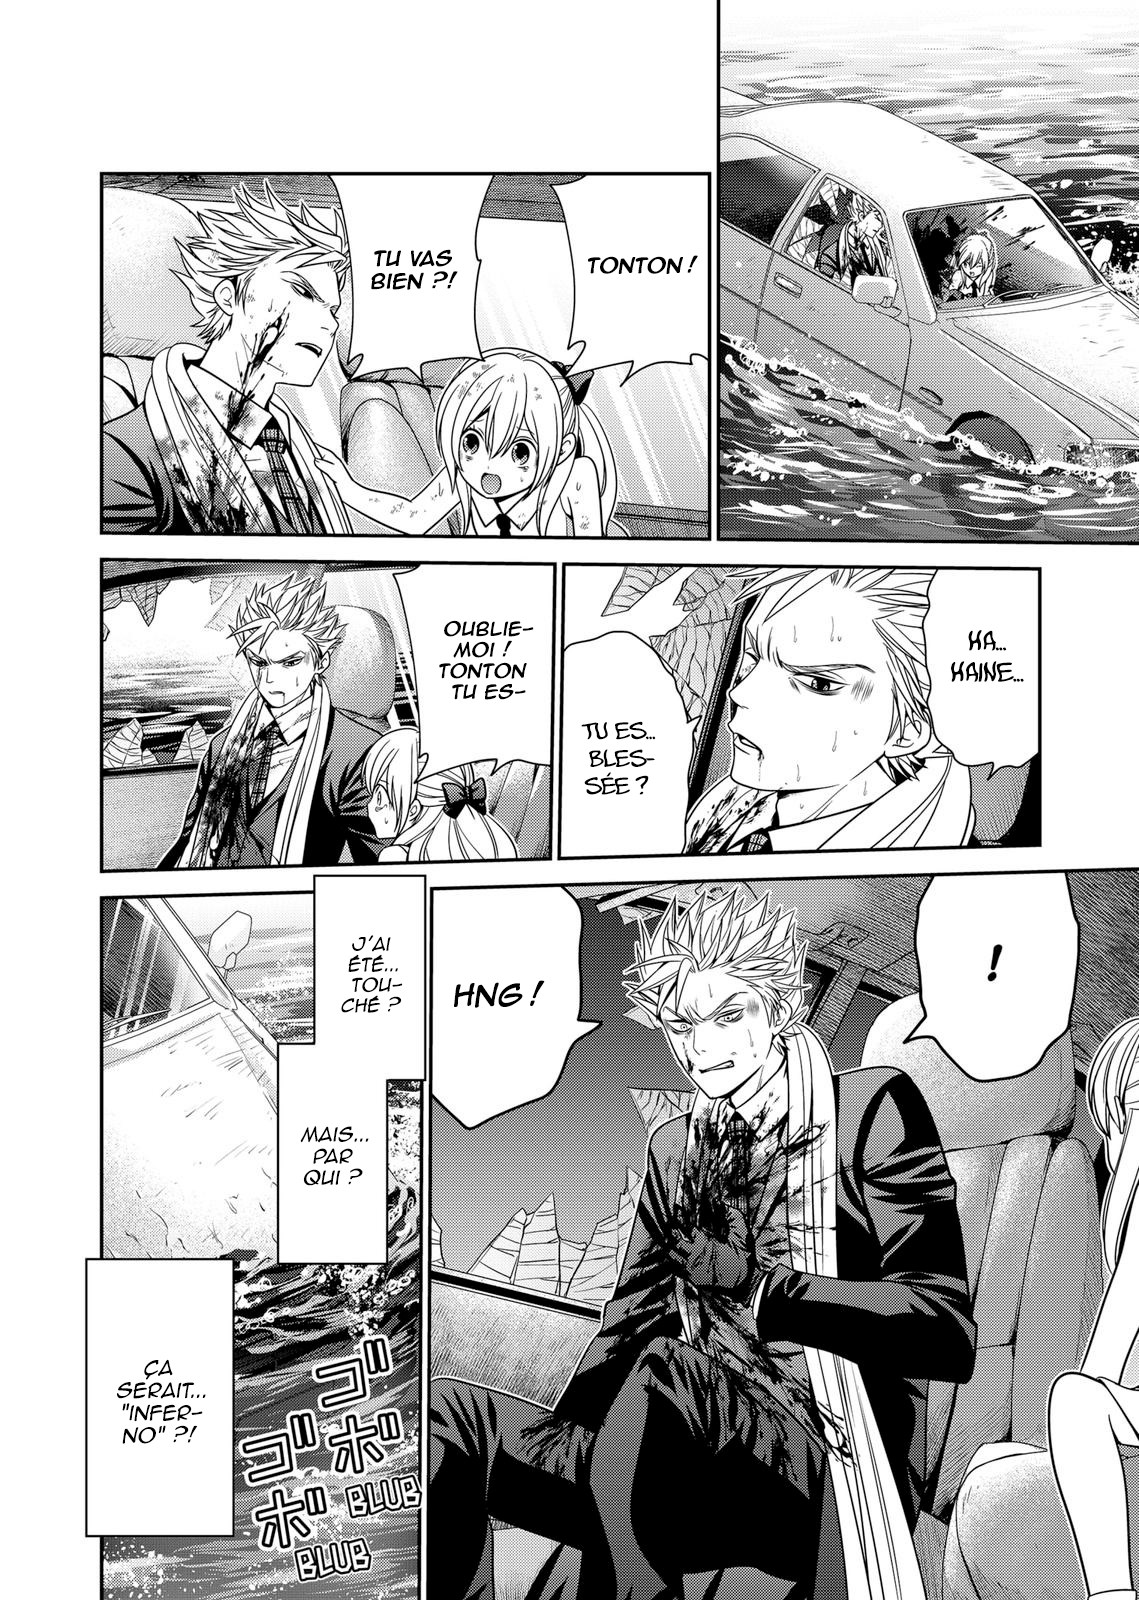 TONTON !
TU VAS
BIEN ?!
HA...
HAINE...
TU ES...
BLES-
SÉE ?
OUBLIE-
MOI !
TONTON
TU ES-
!
HNG !
J'AI
ÉTÉ...
TOU-
CHÉ ?
MAIS...
PAR
QUI ?
ÇA
SERAIT...
"INFER-
NO" ?!
ゴボ
ゴボ
BLUB
BLUB